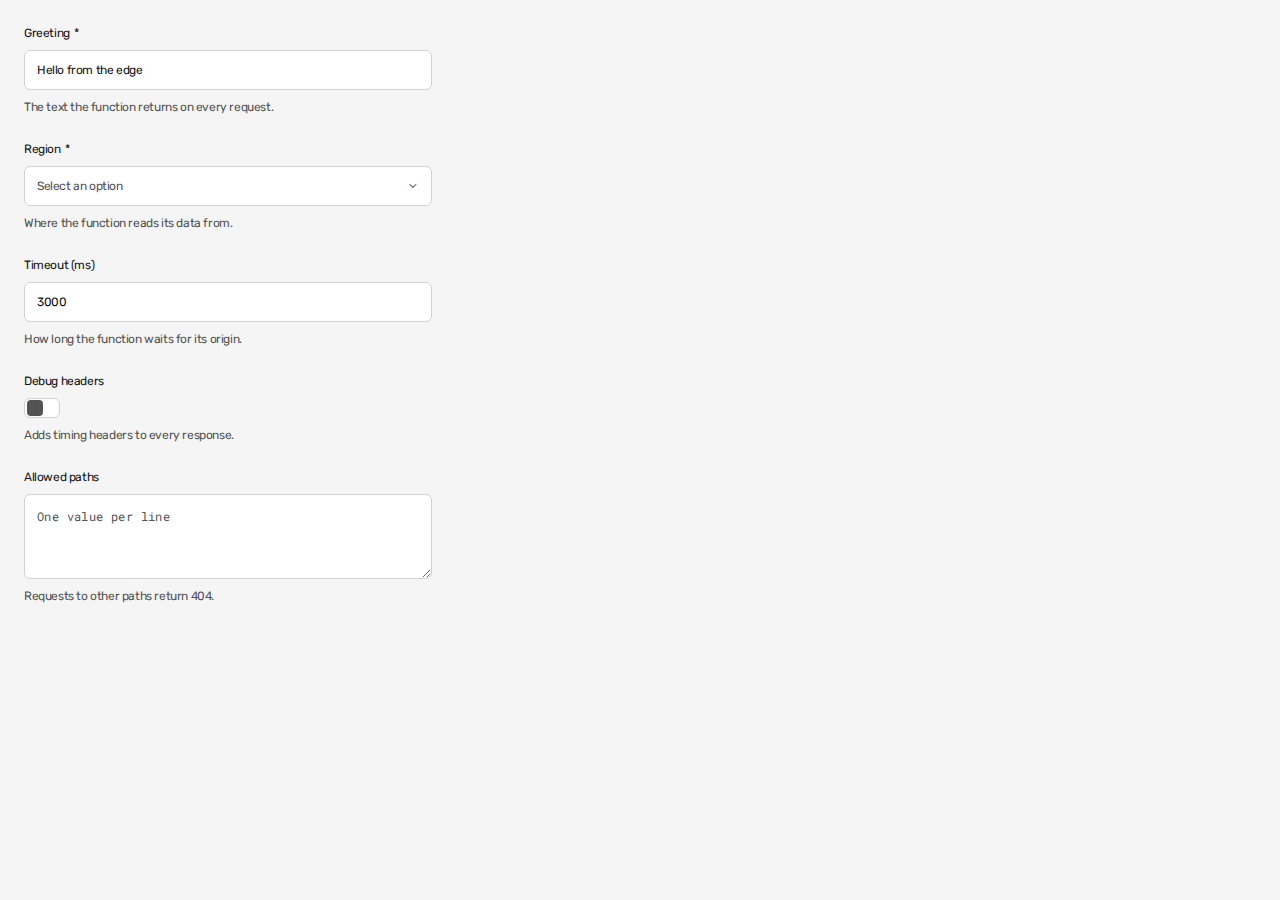 Greeting *
Hello from the edge
The text the function returns on every request.
Region *
Select an option
Where the function reads its data from.
Timeout (ms)
3000
How long the function waits for its origin.
Debug headers
Adds timing headers to every response.
Allowed paths
One value per line
Requests to other paths return 404.